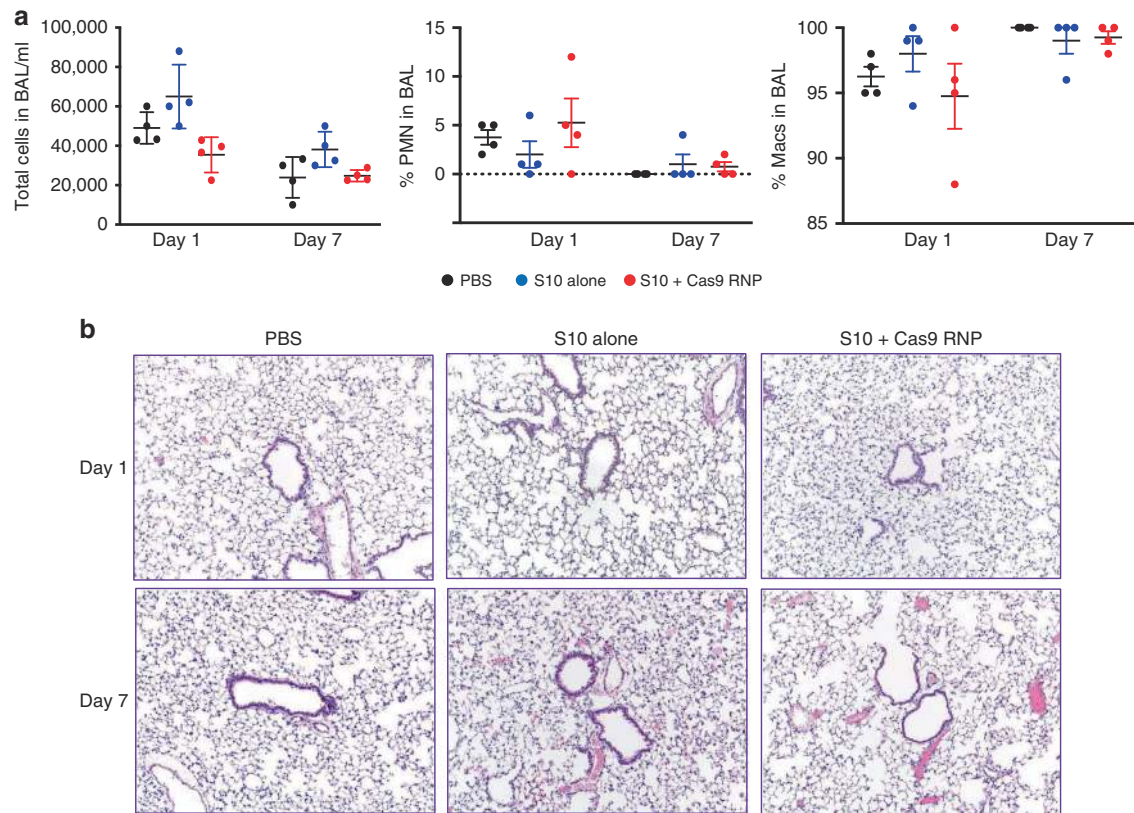 a
Total cells in BAL/ml
100,000
80,000
60,000
40,000
20,000
0
Day 1
Day 7
% PMN in BAL
15
10
5
0
Day 1
Day 7
% Macs in BAL
100
95
90
85
Day 1
Day 7
PBS
S10 alone
S10 + Cas9 RNP
b
PBS
S10 alone
S10 + Cas9 RNP
Day 1
Day 7